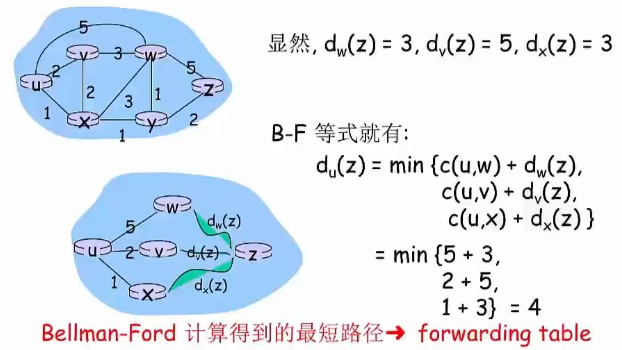 5
v
3
w
5
u
2
2
3
1
z
1
x
1
y
2
显然, dw(z) = 3, dv(z) = 5, dx(z) = 3
B-F 等式就有:
du(z) = min {c(u,w) + dw(z),
c(u,v) + dv(z),
c(u,x) + dx(z) }
= min {5 + 3,
2 + 5,
1 + 3} = 4
w
5
dw(z)
u
2
v
dv(z)
z
1
x
dx(z)
Bellman-Ford 计算得到的最短路径➔ forwarding table